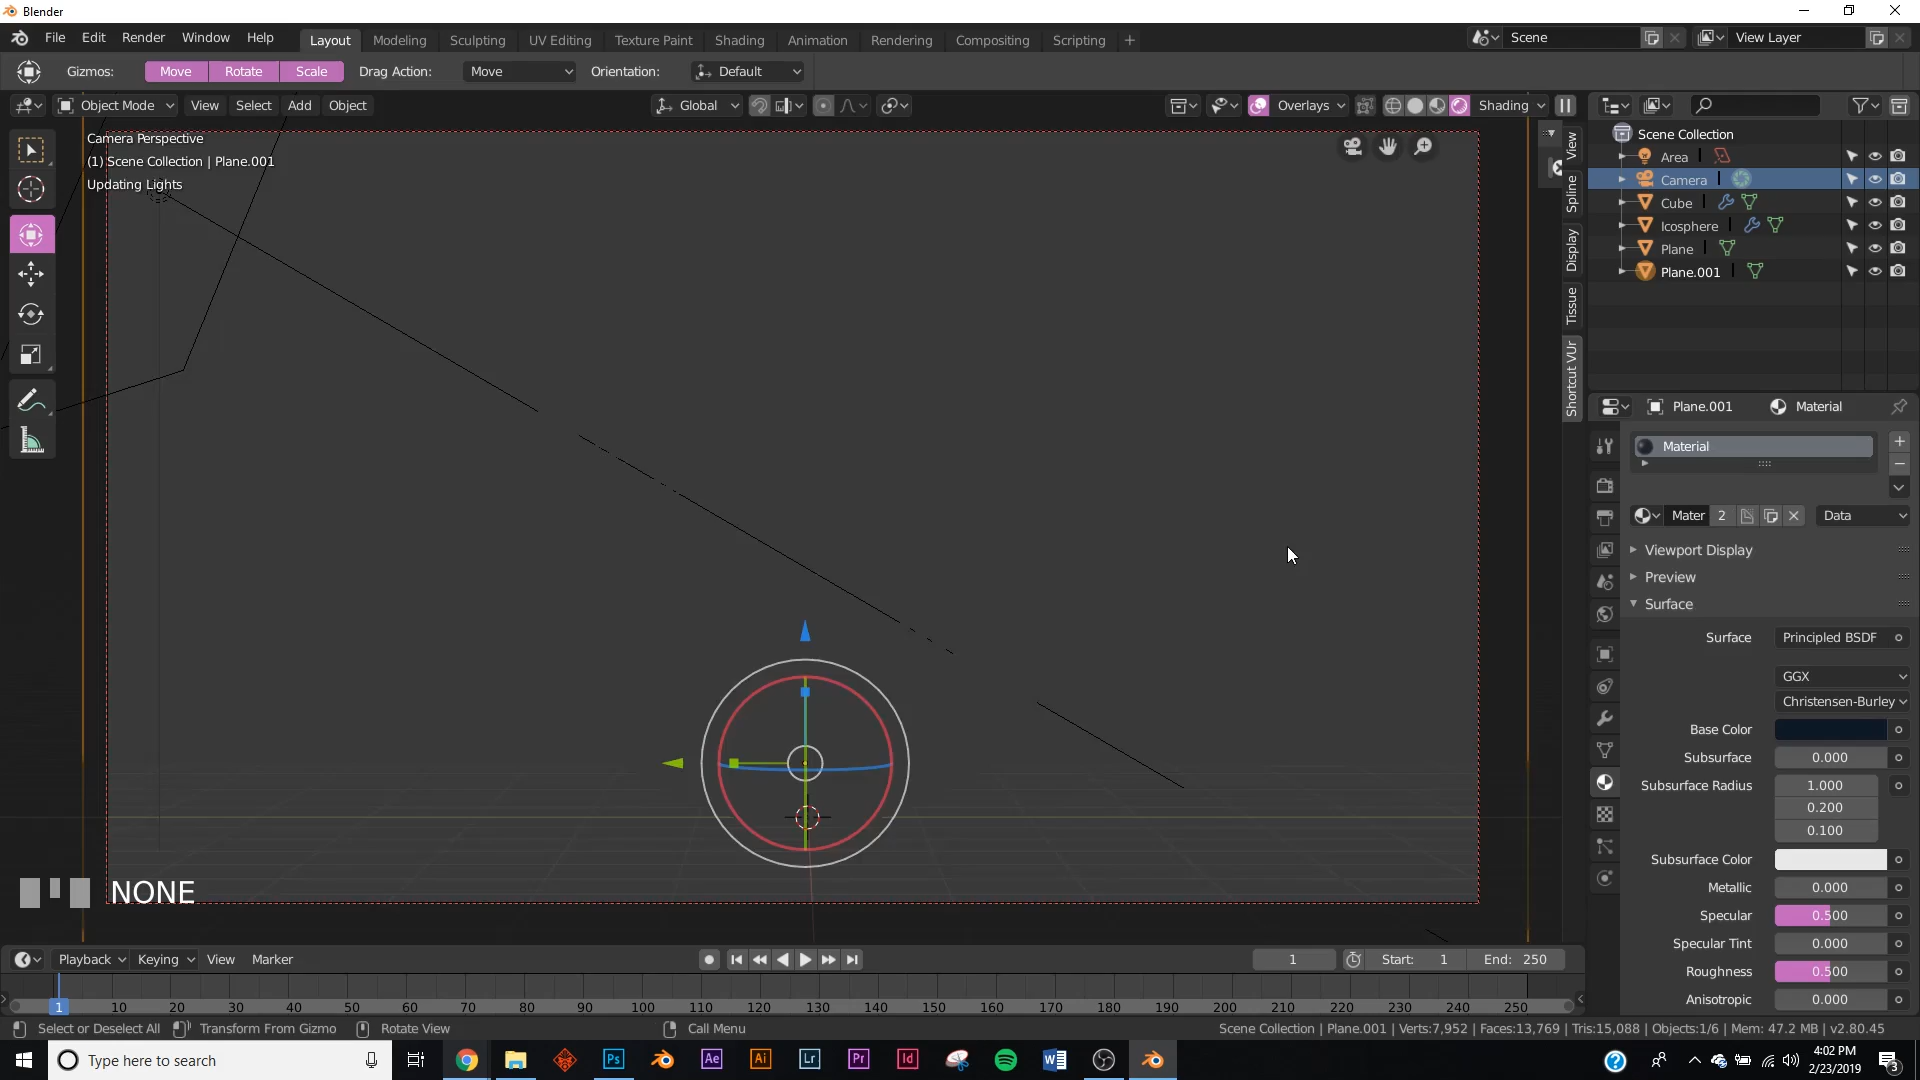 Blender
File Edit Render Window Help Layout Modeling Sculpting UV Editing Texture Paint Shading Animation Rendering Compositing Scripting + Scene View Layer
Gizmos: Move Rotate Scale Drag Action: Move Orientation: Default
Object Mode View Select Add Object Global Overlays Shading
Camera Perspective
(1) Scene Collection | Plane.001
Updating Lights
View
Spline
Display
Tissue
Shortcut VUr
Scene Collection
Area
Camera
Cube
Icosphere
Plane
Plane.001
Plane.001 Material
Material
Mater 2 Data
Viewport Display
Preview
Surface
Surface Principled BSDF
GGX
Christensen-Burley
Base Color
Subsurface 0.000
Subsurface Radius 1.000
0.200
0.100
Subsurface Color
Metallic 0.000
Specular 0.500
Specular Tint 0.000
Roughness 0.500
Anisotropic 0.000
NONE
Playback Keying View Marker 1 Start: 1 End: 250
1 10 20 30 40 50 60 70 80 90 100 110 120 130 140 150 160 170 180 190 200 210 220 230 240 250
Select or Deselect All Transform From Gizmo Rotate View Call Menu Scene Collection | Plane.001 | Verts:7,952 | Faces:13,769 | Tris:15,088 | Objects:1/6 | Mem: 47.2 MB | v2.80.45
Type here to search Ps Ae Ai Lr Pr Id 4:02 PM
2/23/2019 3